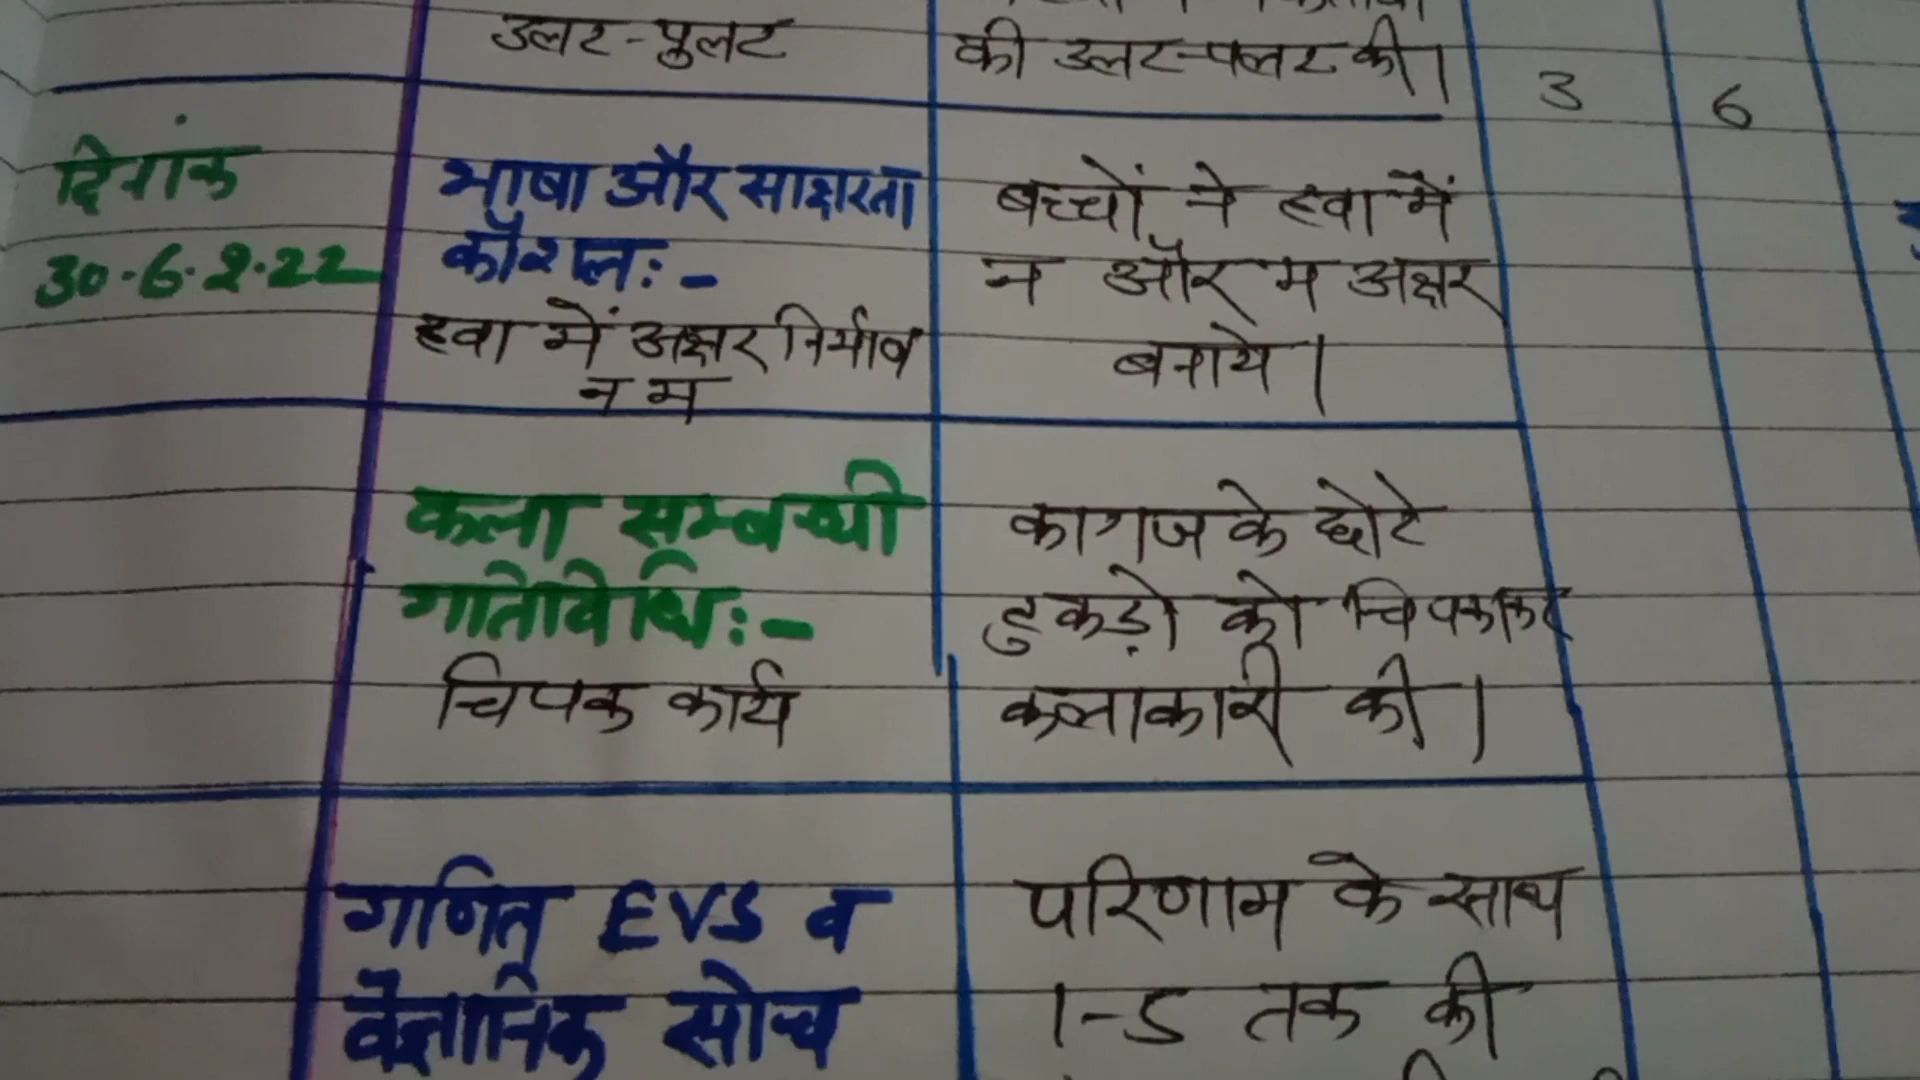 उलट-पुलट
की उलट-पलट की।
3 6
दिनांक
30.6.2.22
भाषा और साक्षरता
कौशल:-
हवा में अक्षर निर्माव
न म
बच्चों ने हवा में
न और म अक्षर
बनाये।
कला सम्बन्धी
गतिविधि:-
चिपक कार्य
कागज के छोटे
टुकड़ो को चिपकाकर
कलाकारी की।
गणित EVS व
वैज्ञानिक सोच
परिणाम के साथ
1-5 तक की